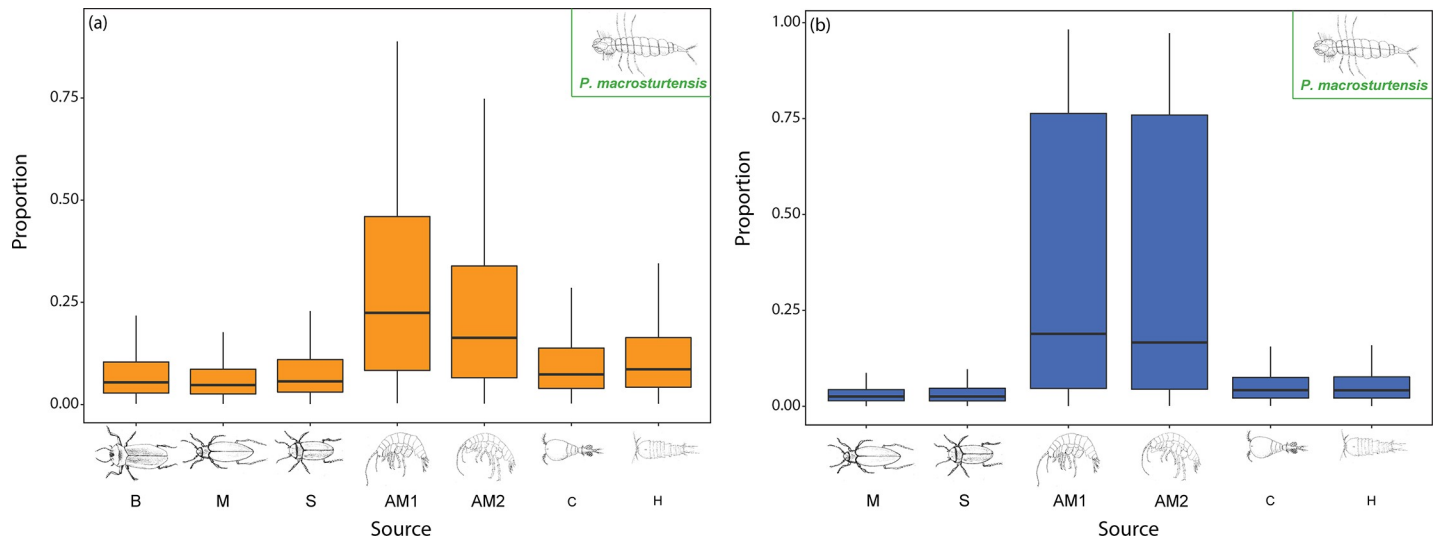 (a)
P. macrosturtensis
0.75
0.50
0.25
0.00
Proportion
B M S AM1 AM2 C H
Source
(b)
P. macrosturtensis
1.00
0.75
0.50
0.25
0.00
Proportion
M S AM1 AM2 C H
Source